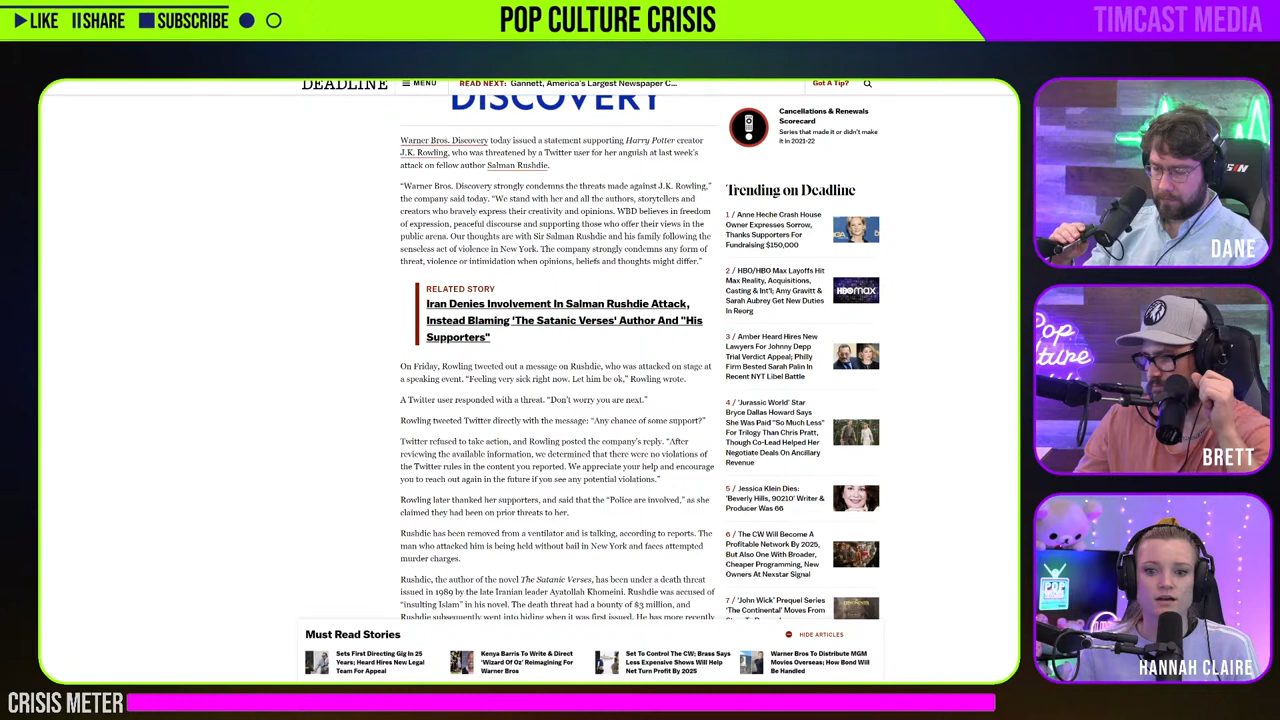 LIKE SHARE SUBSCRIBE
POP CULTURE CRISIS
TIMCAST MEDIA
DEADLINE
MENU
READ NEXT: Gannett, America's Largest Newspaper C...
Got A Tip?
DISCOVERY
Warner Bros. Discovery today issued a statement supporting Harry Potter creator
J.K. Rowling, who was threatened by a Twitter user for her anguish at last week's
attack on fellow author Salman Rushdie.
“Warner Bros. Discovery strongly condemns the threats made against J.K. Rowling,”
the company said today. “We stand with her and all the authors, storytellers and
creators who bravely express their creativity and opinions. WBD believes in freedom
of expression, peaceful discourse and supporting those who offer their views in the
public arena. Our thoughts are with Sir Salman Rushdie and his family following the
senseless act of violence in New York. The company strongly condemns any form of
threat, violence or intimidation when opinions, beliefs and thoughts might differ.”
RELATED STORY
Iran Denies Involvement In Salman Rushdie Attack,
Instead Blaming 'The Satanic Verses' Author And "His
Supporters"
On Friday, Rowling tweeted out a message on Rushdie, who was attacked on stage at
a speaking event. “Feeling very sick right now. Let him be ok,” Rowling wrote.
A Twitter user responded with a threat. “Don't worry you are next.”
Rowling tweeted Twitter directly with the message: “Any chance of some support?”
Twitter refused to take action, and Rowling posted the company's reply. “After
reviewing the available information, we determined that there were no violations of
the Twitter rules in the content you reported. We appreciate your help and encourage
you to reach out again in the future if you see any potential violations.”
Rowling later thanked her supporters, and said that the “Police are involved,” as she
claimed they had been on prior threats to her.
Rushdie has been removed from a ventilator and is talking, according to reports. The
man who attacked him is being held without bail in New York and faces attempted
murder charges.
Rushdie, the author of the novel The Satanic Verses, has been under a death threat
issued in 1989 by the late Iranian leader Ayatollah Khomeini. Rushdie was accused of
“insulting Islam” in his novel. The death threat had a bounty of $3 million, and
Rushdie subsequently went into hiding when it was first issued. He has more recently
Cancellations & Renewals
Scorecard
Series that made it or didn't make
it in 2021-22
Trending on Deadline
1 / Anne Heche Crash House
Owner Expresses Sorrow,
Thanks Supporters For
Fundraising $150,000
2 / HBO/HBO Max Layoffs Hit
Max Reality, Acquisitions,
Casting & Int'l; Amy Gravitt &
Sarah Aubrey Get New Duties
In Reorg
HBOMAX
3 / Amber Heard Hires New
Lawyers For Johnny Depp
Trial Verdict Appeal; Philly
Firm Bested Sarah Palin In
Recent NYT Libel Battle
4 / 'Jurassic World' Star
Bryce Dallas Howard Says
She Was Paid "So Much Less"
For Trilogy Than Chris Pratt,
Though Co-Lead Helped Her
Negotiate Deals On Ancillary
Revenue
5 / Jessica Klein Dies:
'Beverly Hills, 90210' Writer &
Producer Was 66
6 / The CW Will Become A
Profitable Network By 2025,
But Also One With Broader,
Cheaper Programming, New
Owners At Nexstar Signal
7 / 'John Wick' Prequel Series
'The Continental' Moves From
Must Read Stories
HIDE ARTICLES
Sets First Directing Gig In 25
Years; Heard Hires New Legal
Team For Appeal
Kenya Barris To Write & Direct
'Wizard Of Oz' Reimagining For
Warner Bros
Set To Control The CW; Brass Says
Less Expensive Shows Will Help
Net Turn Profit By 2025
Warner Bros To Distribute MGM
Movies Overseas; How Bond Will
Be Handled
DANE
Pop
Culture
BRETT
POP
HANNAH CLAIRE
CRISIS METER